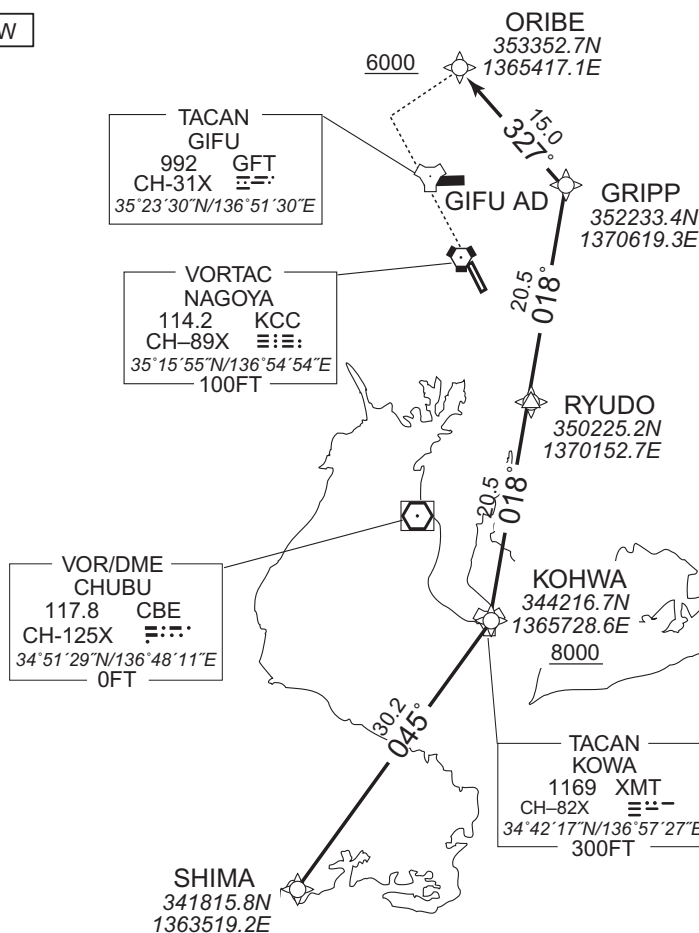 W
ORIBE
353352.7N
1365417.1E
6000
15.0
327°
TACAN
GIFU
992 GFT
CH-31X
35°23′30″N/136°51′30″E
GIFU AD
GRIPP
352233.4N
1370619.3E
VORTAC
NAGOYA
114.2 KCC
CH–89X
35°15′55″N/136°54′54″E
100FT
20.5
018°
RYUDO
350225.2N
1370152.7E
20.5
018°
VOR/DME
CHUBU
117.8 CBE
CH-125X
34°51′29″N/136°48′11″E
0FT
KOHWA
344216.7N
1365728.6E
8000
30.2
045°
TACAN
KOWA
1169 XMT
CH–82X
34°42′17″N/136°57′27″E
300FT
SHIMA
341815.8N
1363519.2E